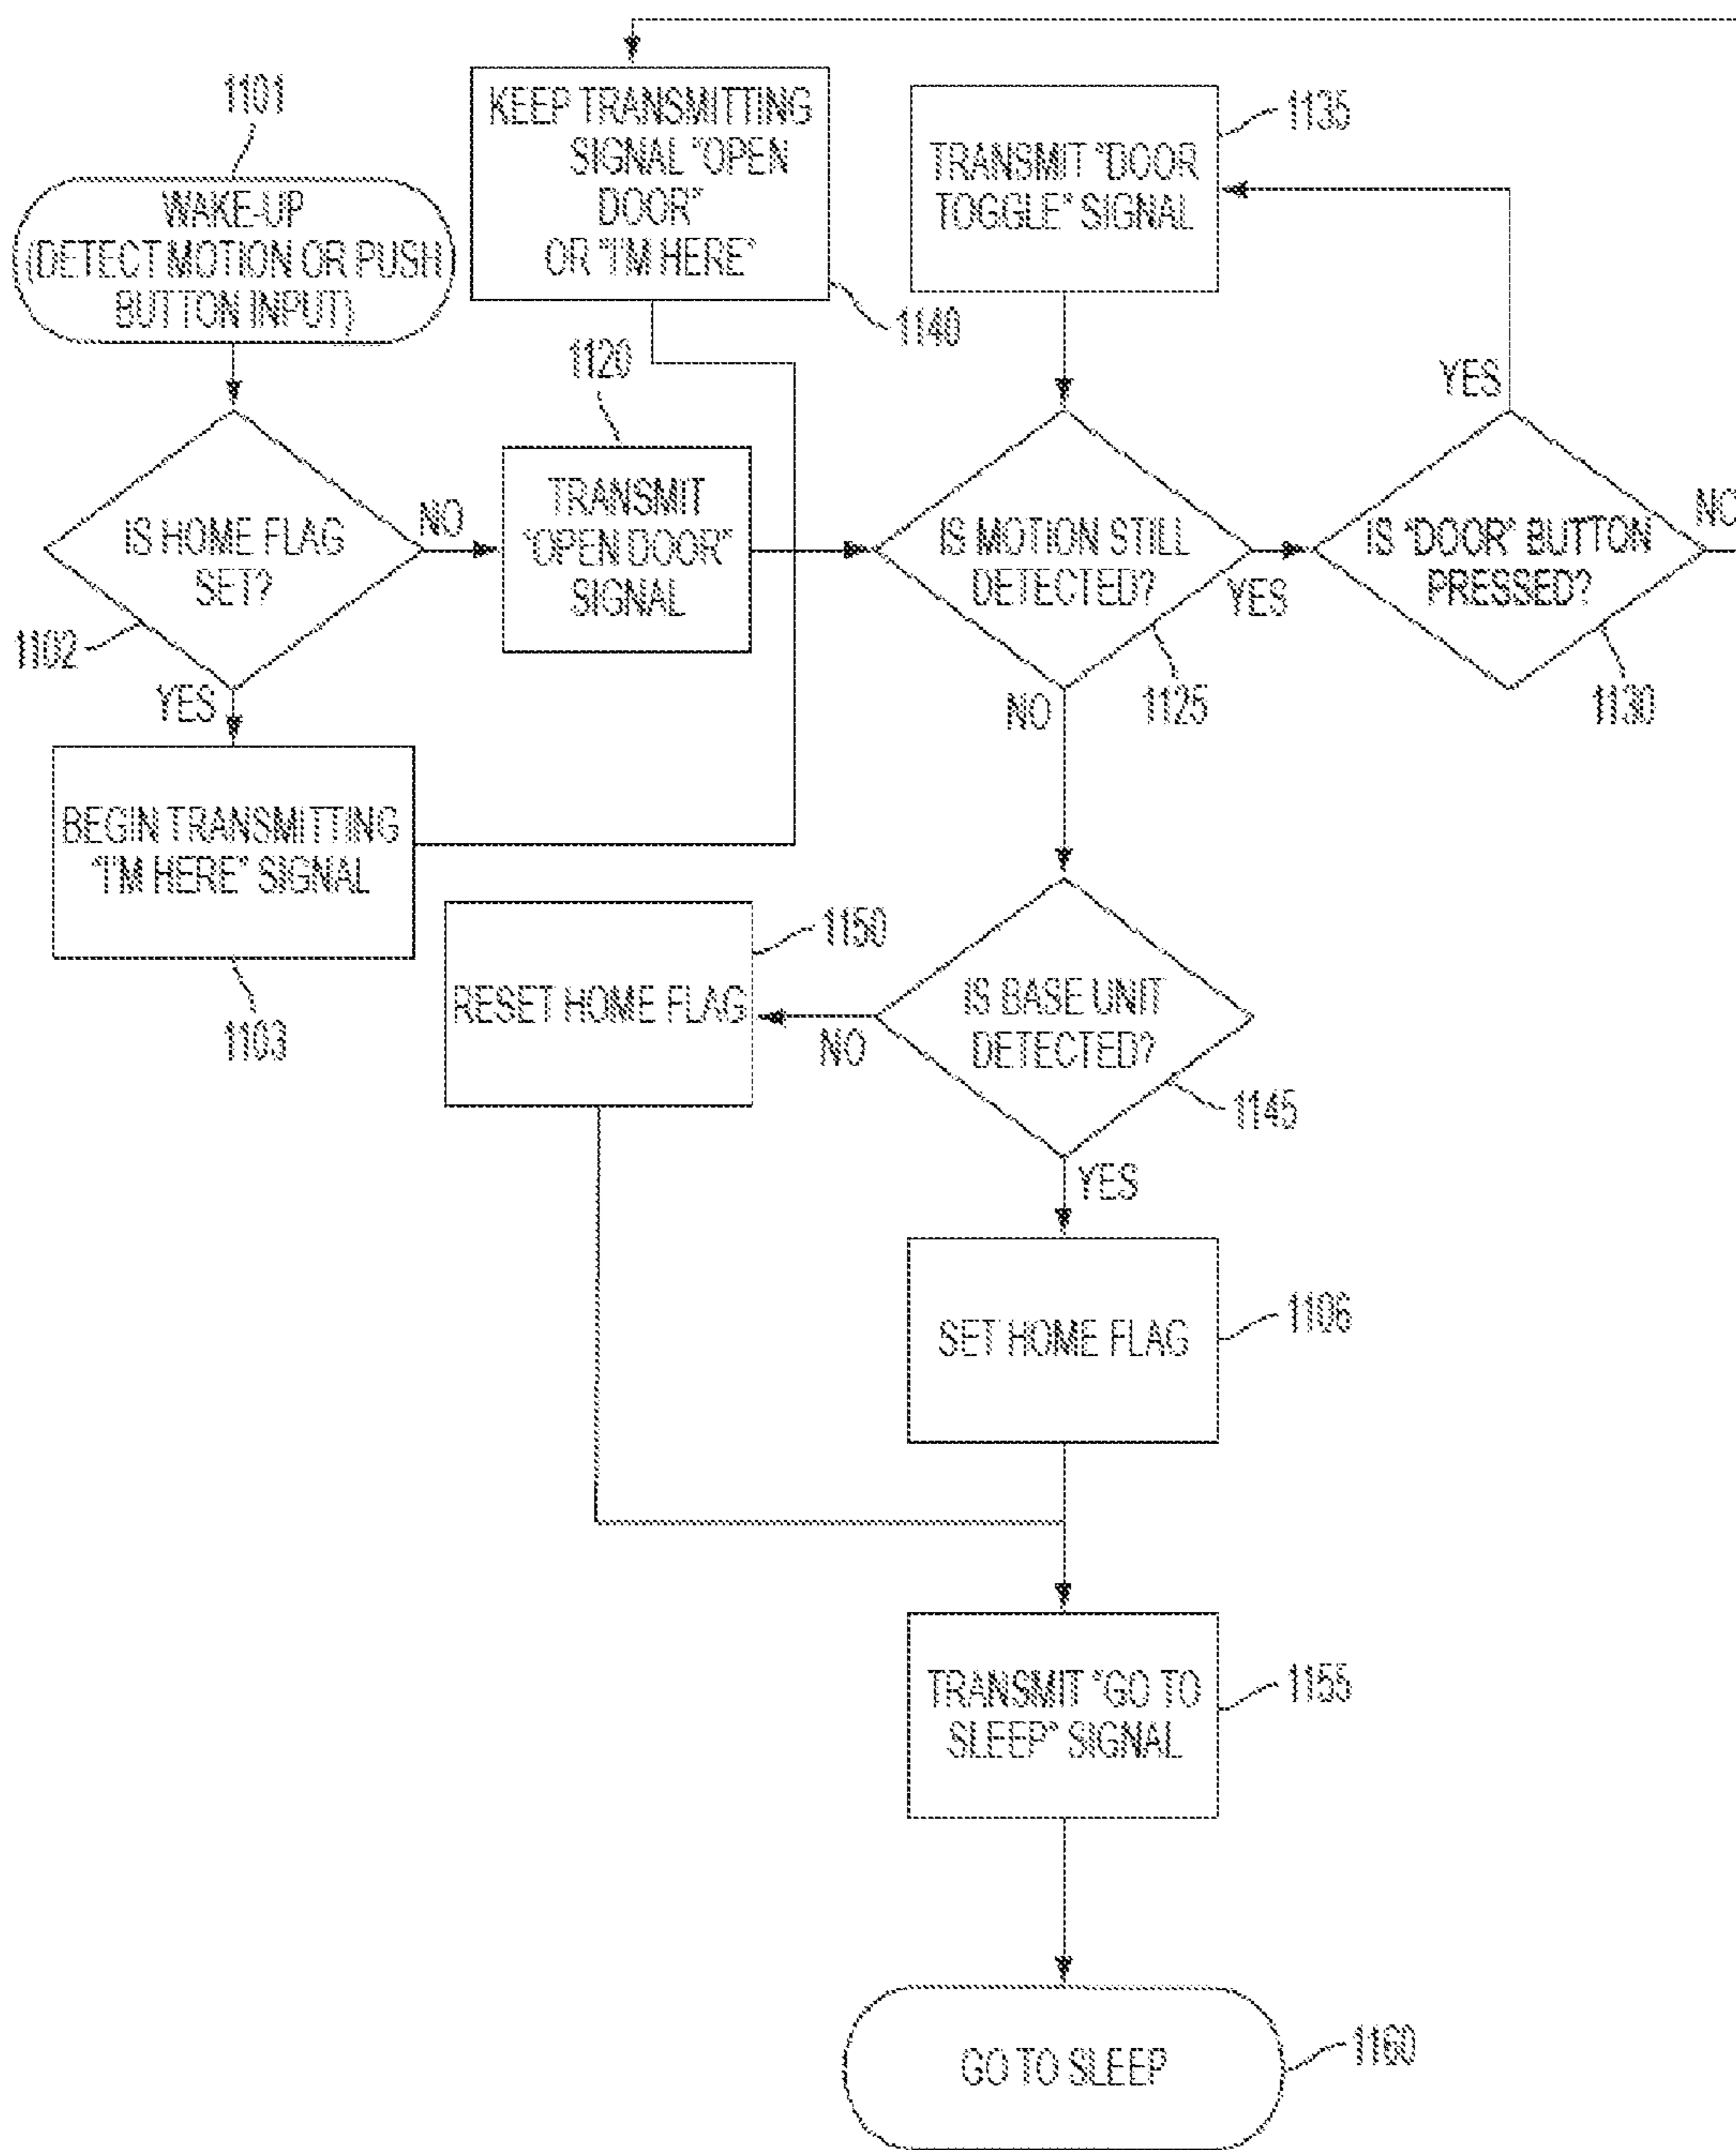 1101
WAKE-UP
(DETECT MOTION OR PUSH
BUTTON INPUT)
KEEP TRANSMITTING
SIGNAL "OPEN
DOOR"
OR "I'M HERE"
1140
TRANSMIT "DOOR
TOGGLE" SIGNAL
1135
IS HOME FLAG
SET?
1102
NO
YES
1120
TRANSMIT
"OPEN DOOR"
SIGNAL
IS MOTION STILL
DETECTED?
1125
YES
NO
IS "DOOR" BUTTON
PRESSED?
1130
YES
NO
BEGIN TRANSMITTING
"I'M HERE" SIGNAL
1103
RESET HOME FLAG
1150
IS BASE UNIT
DETECTED?
1145
NO
YES
SET HOME FLAG
1106
TRANSMIT "GO TO
SLEEP" SIGNAL
1155
GO TO SLEEP
1160